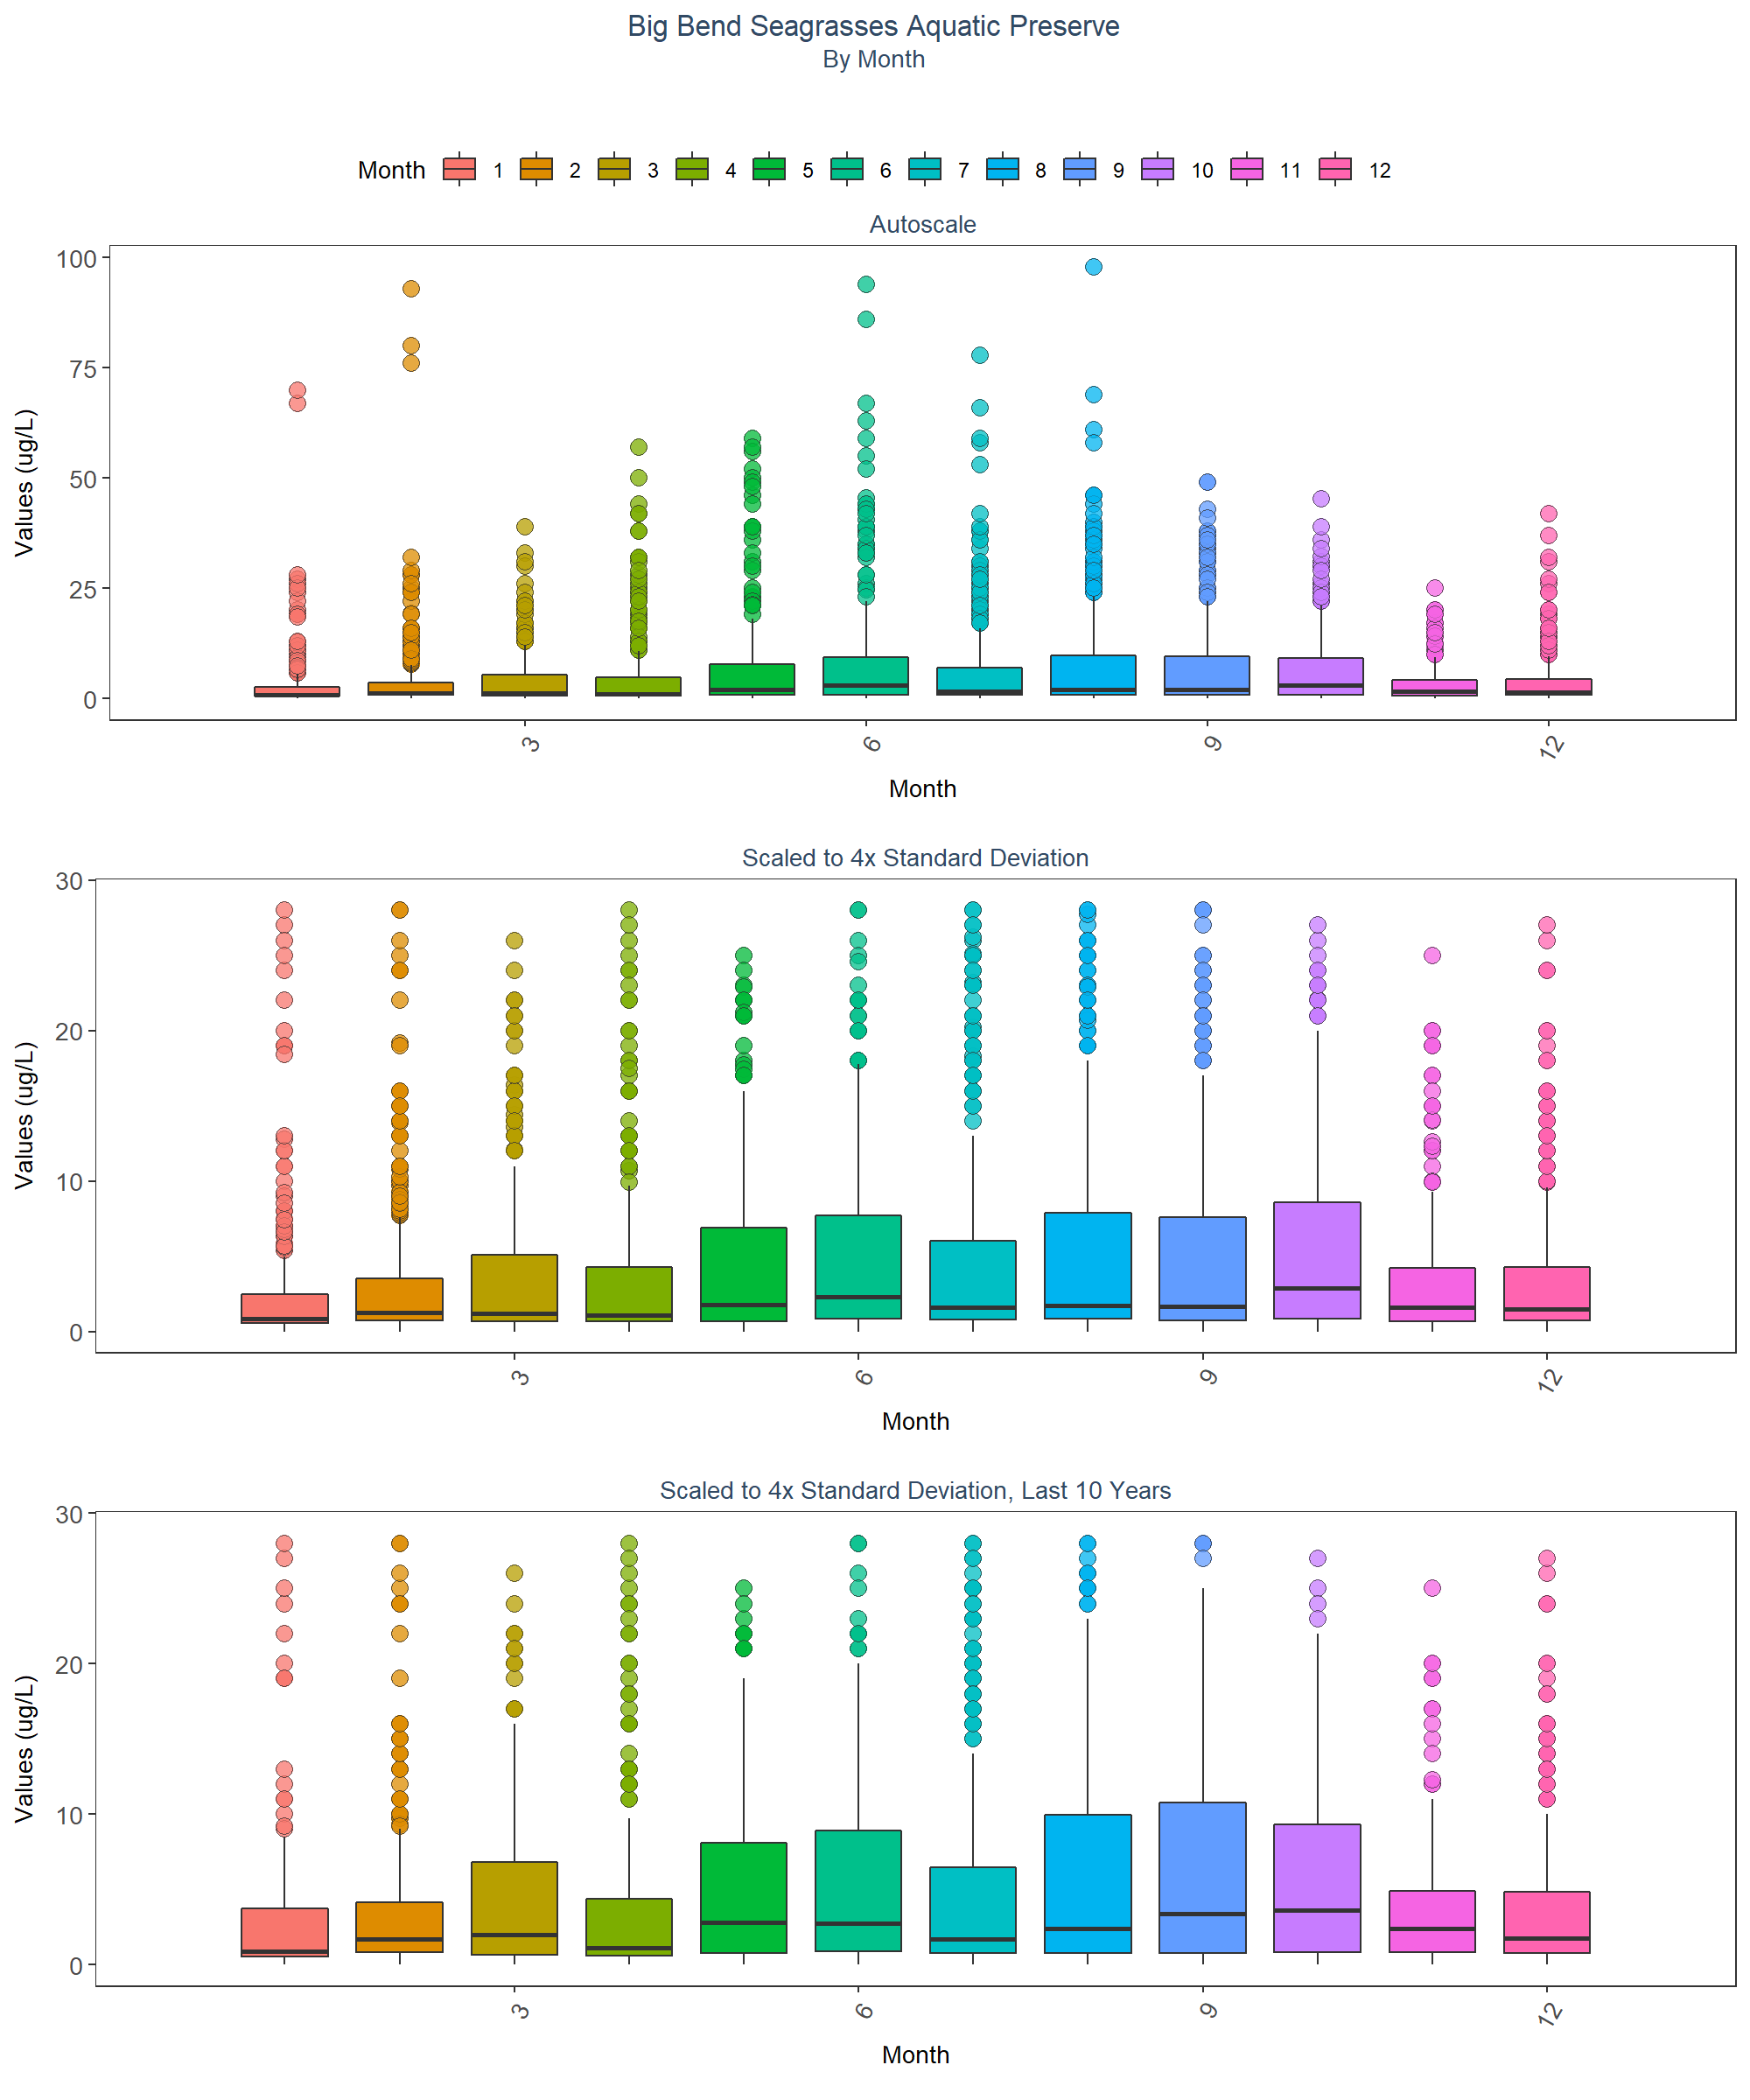 Big Bend Seagrasses Aquatic Preserve
By Month
Month 1 2 3 4 5 6 7 8 9 10 11 12
Autoscale
Values (ug/L)
100
75
50
25
0
3 6 9 12
Month
Scaled to 4x Standard Deviation
Values (ug/L)
30
20
10
0
3 6 9 12
Month
Scaled to 4x Standard Deviation, Last 10 Years
Values (ug/L)
30
20
10
0
3 6 9 12
Month